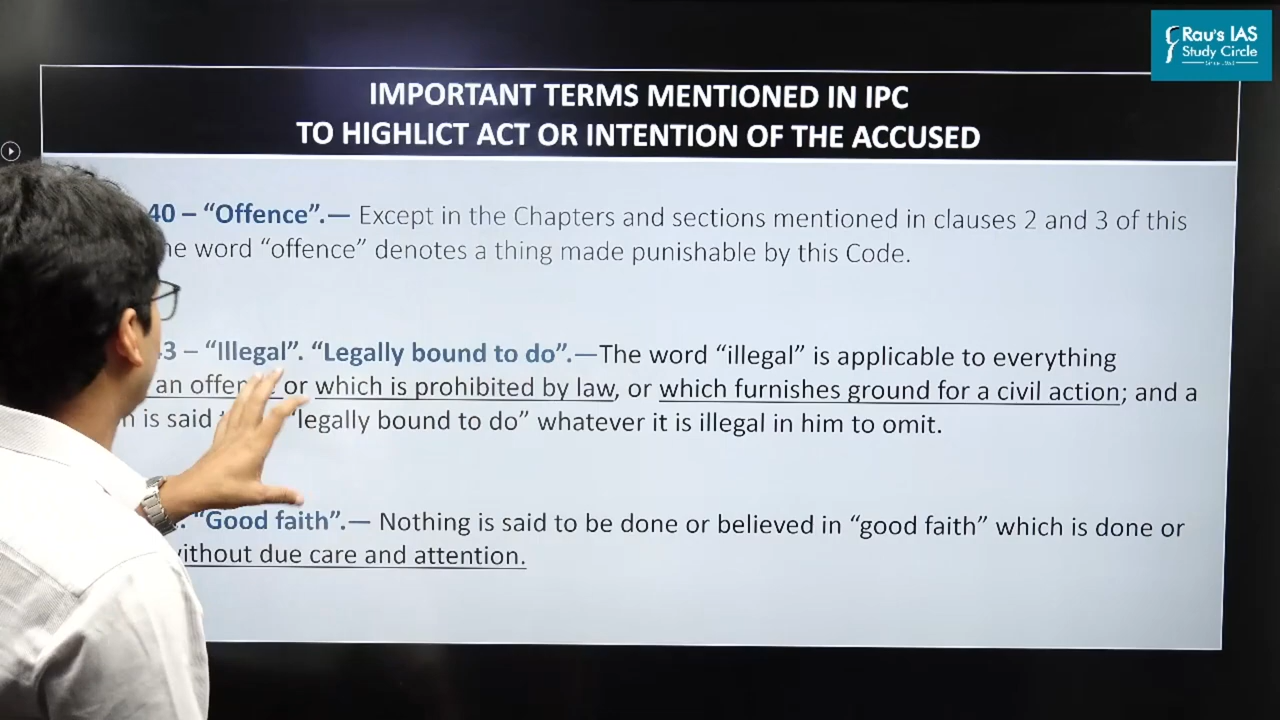 Rau's IAS
Study Circle
IMPORTANT TERMS MENTIONED IN IPC
TO HIGHLICT ACT OR INTENTION OF THE ACCUSED
40 – “Offence”.— Except in the Chapters and sections mentioned in clauses 2 and 3 of this
word “offence” denotes a thing made punishable by this Code.
3 – “Illegal”. “Legally bound to do”.—The word “illegal” is applicable to everything
an or which is prohibited by law, or which furnishes ground for a civil action; and a
is said “legally bound to do” whatever it is illegal in him to omit.
“Good faith”.— Nothing is said to be done or believed in “good faith” which is done or
due care and attention.